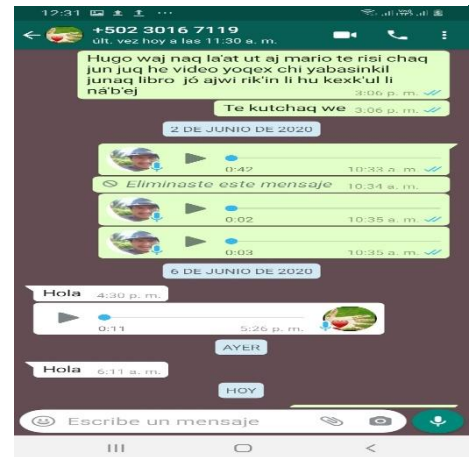 12:31
+502 3016 7119
últ. vez hoy a las 11:30 a. m.
Hugo waj naq la'at ut aj mario te risi chaq
jun juq he video yoqex chi yabasinkil
junaq libro jó ajwi rik'in li hu kexk'ul li
ná'b'ej
3:06 p. m.
Te kutchaq we 3:06 p. m.
2 DE JUNIO DE 2020
0:42 10:33 a. m.
Eliminaste este mensaje 10:34 a. m.
0:02 10:35 a. m.
0:03 10:35 a. m.
6 DE JUNIO DE 2020
Hola 4:30 p. m.
0:11 5:26 p. m.
AYER
Hola 6:11 a. m.
HOY
Escribe un mensaje